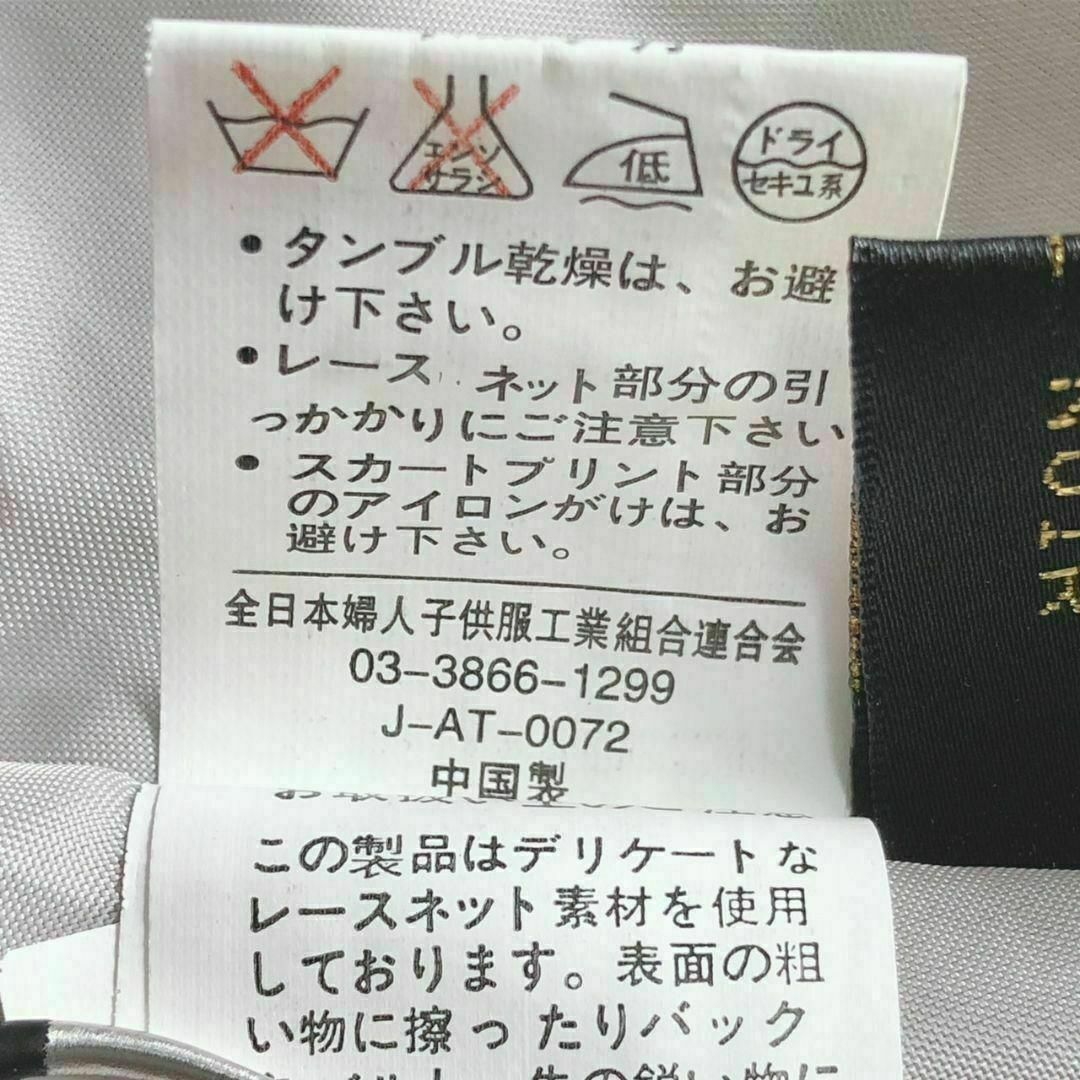 エンソ
サラシ
低
ドライ
セキユ系
・タンブル乾燥は、お避
け下さい。
・レース、ネット部分の引
っかかりにご注意下さい
・スカートプリント部分
のアイロンがけは、お
避け下さい。
全日本婦人子供服工業組合連合会
03-3866-1299
J-AT-0072
中国製
この製品はデリケートな
レースネット素材を使用
しております。表面の粗
い物に擦ったりバック